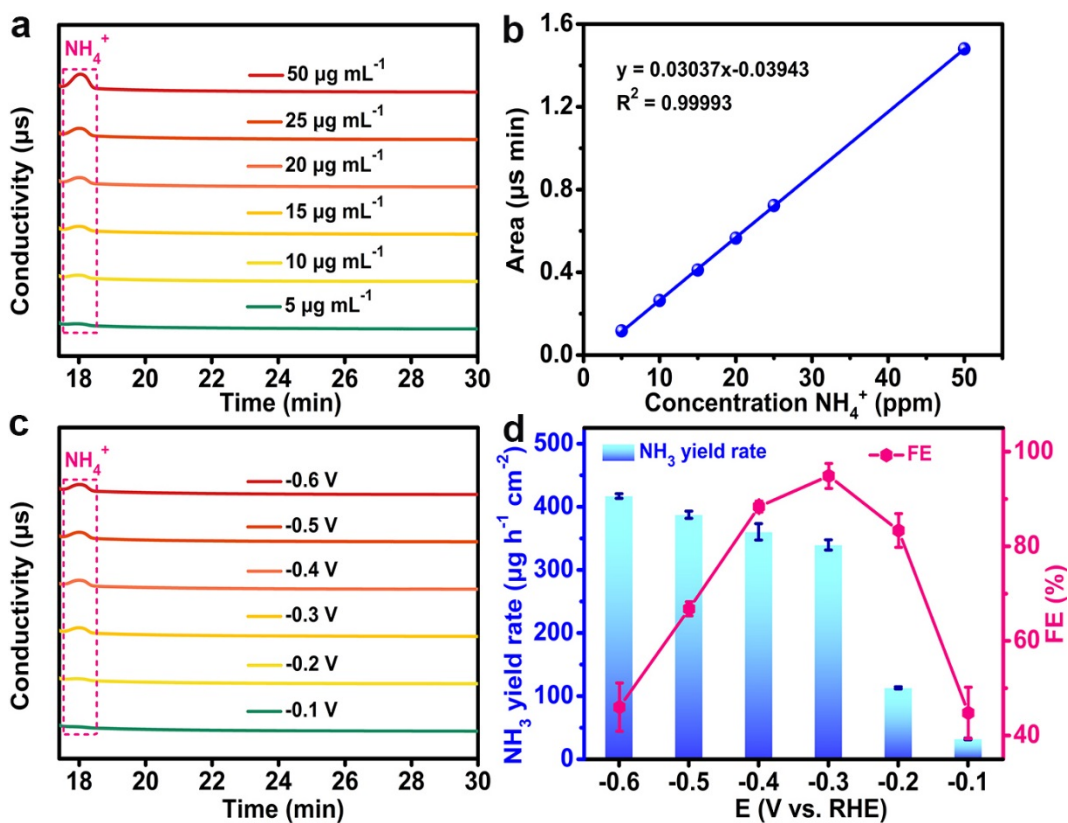 a
NH₄⁺
50 µg mL⁻¹
25 µg mL⁻¹
20 µg mL⁻¹
15 µg mL⁻¹
10 µg mL⁻¹
5 µg mL⁻¹
Conductivity (µs)
18 20 22 24 26 28 30
Time (min)
b
y = 0.03037x-0.03943
R² = 0.99993
1.6
1.2
0.8
0.4
0.0
Area (µs min)
0 10 20 30 40 50
Concentration NH₄⁺ (ppm)
c
NH₄⁺
-0.6 V
-0.5 V
-0.4 V
-0.3 V
-0.2 V
-0.1 V
Conductivity (µs)
18 20 22 24 26 28 30
Time (min)
d
NH₃ yield rate
FE
500
400
300
200
100
0
NH₃ yield rate (µg h⁻¹ cm⁻²)
100
80
60
40
FE (%)
-0.6 -0.5 -0.4 -0.3 -0.2 -0.1
E (V vs. RHE)